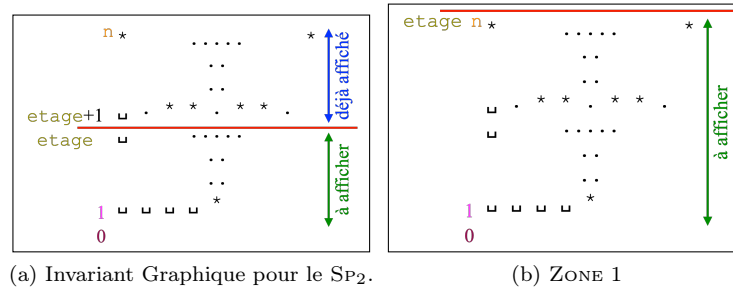 n * . . . . . *
. .
. .
etage+1 ␣ . * * . * * .
etage ␣ . . . . .
. .
. .
*
1 ␣ ␣ ␣ ␣
0
déjà affiché
à afficher
(a) Invariant Graphique pour le SP2.
etage n * . . . . . *
. .
. .
␣ . * * . * * .
␣ . . . . .
. .
. .
*
1 ␣ ␣ ␣ ␣
0
à afficher
(b) ZONE 1